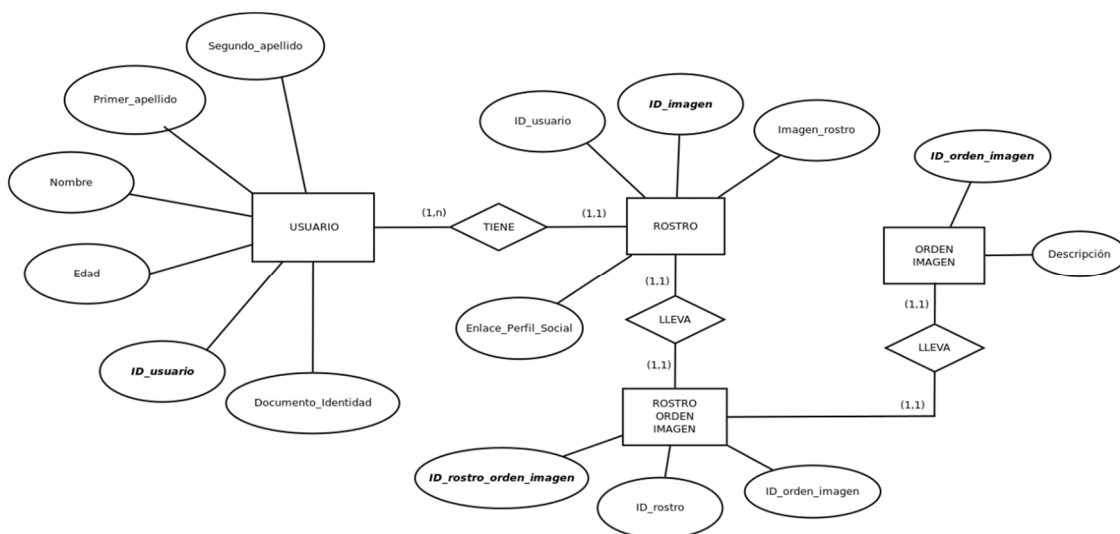 Segundo_apellido
Primer_apellido
Nombre
Edad
ID_usuario
Documento_Identidad
USUARIO
(1,n)
TIENE
(1,1)
ROSTRO
ID_usuario
ID_imagen
Imagen_rostro
Enlace_Perfil_Social
(1,1)
LLEVA
(1,1)
ROSTRO
ORDEN
IMAGEN
ID_rostro_orden_imagen
ID_rostro
ID_orden_imagen
(1,1)
LLEVA
(1,1)
ORDEN
IMAGEN
ID_orden_imagen
Descripción